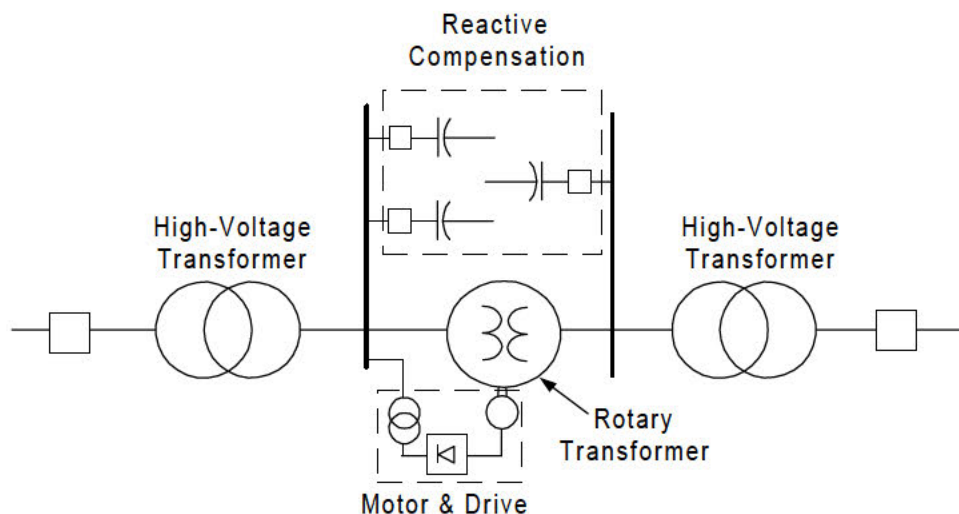 Reactive
Compensation
High-Voltage
Transformer
High-Voltage
Transformer
Rotary
Transformer
Motor & Drive